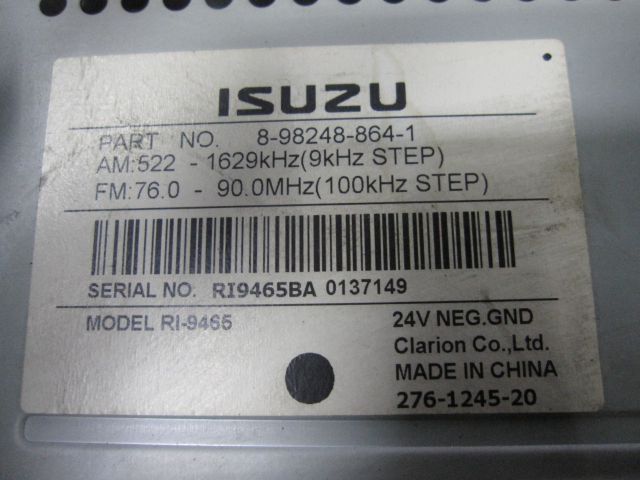 ISUZU
PART NO. 8-98248-864-1
AM:522 - 1629kHz(9kHz STEP)
FM:76.0 - 90.0MHz(100kHz STEP)
SERIAL NO. RI9465BA 0137149
MODEL RI-9465
24V NEG.GND
Clarion Co.,Ltd.
MADE IN CHINA
276-1245-20